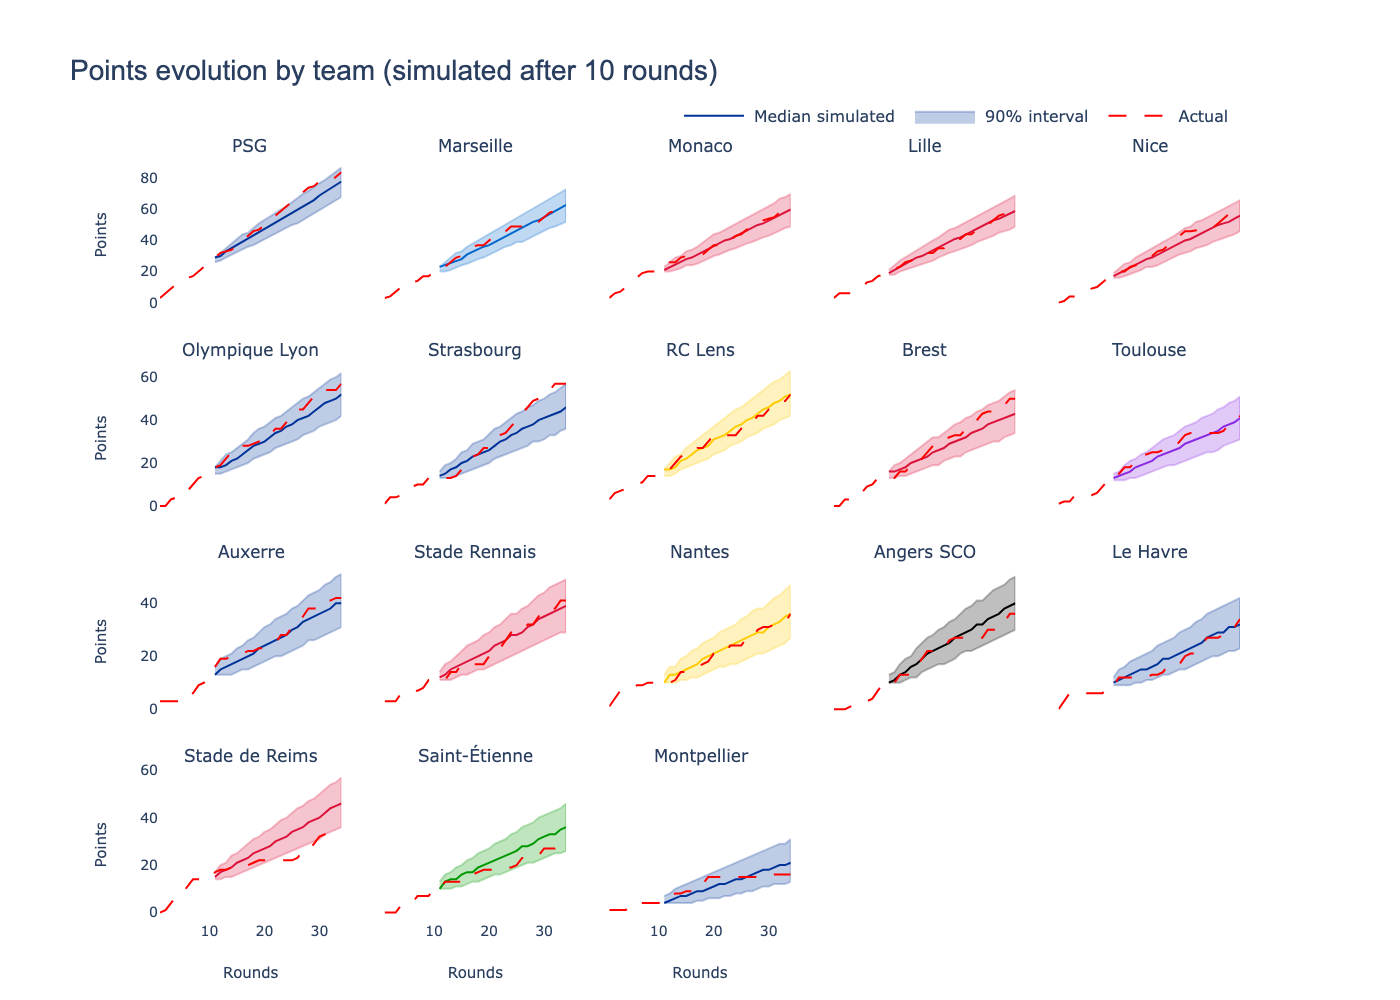 Points evolution by team (simulated after 10 rounds)
Median simulated 90% interval Actual
PSG Marseille Monaco Lille Nice
80
60
40
20
0
Points
Olympique Lyon Strasbourg RC Lens Brest Toulouse
60
40
20
0
Points
Auxerre Stade Rennais Nantes Angers SCO Le Havre
40
20
0
Points
Stade de Reims Saint-Étienne Montpellier
60
40
20
0
Points
10 20 30 10 20 30 10 20 30
Rounds Rounds Rounds